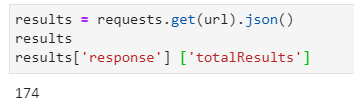 results = requests.get(url).json()
results
results['response'] ['totalResults']
174